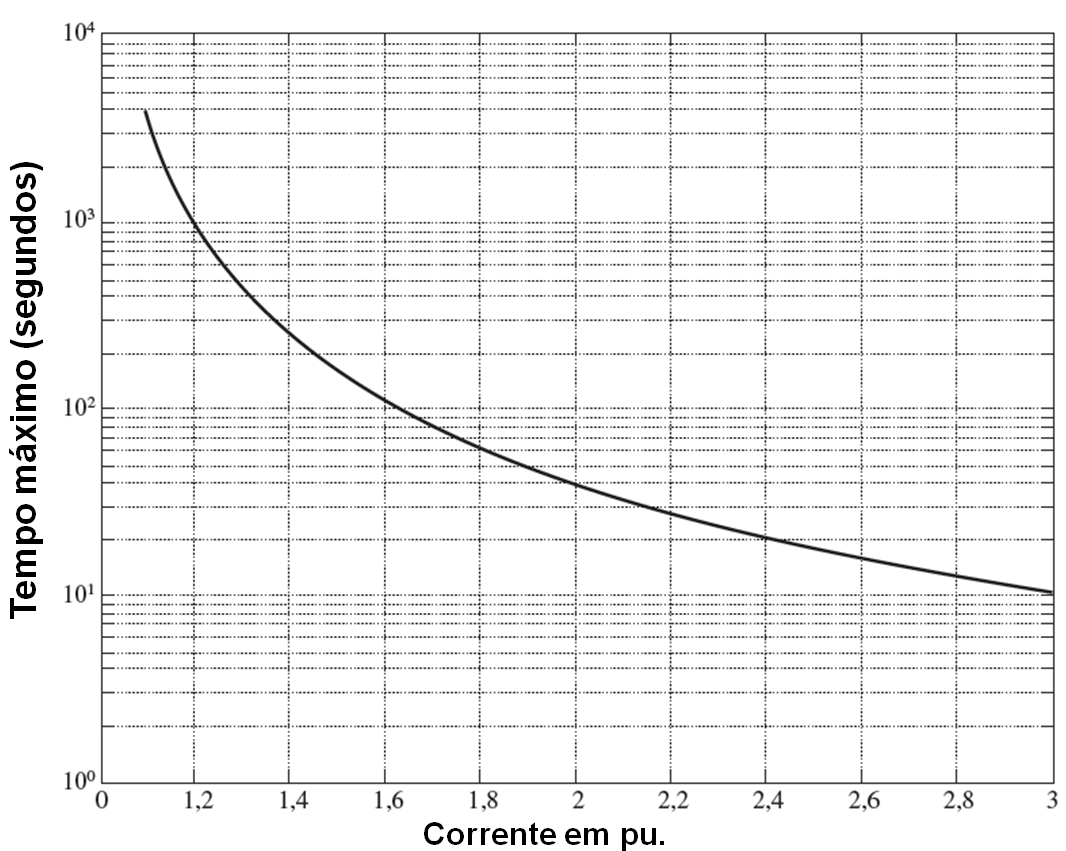 Tempo máximo (segundos)
10⁴
10³
10²
10¹
10⁰
0 1,2 1,4 1,6 1,8 2 2,2 2,4 2,6 2,8 3
Corrente em pu.